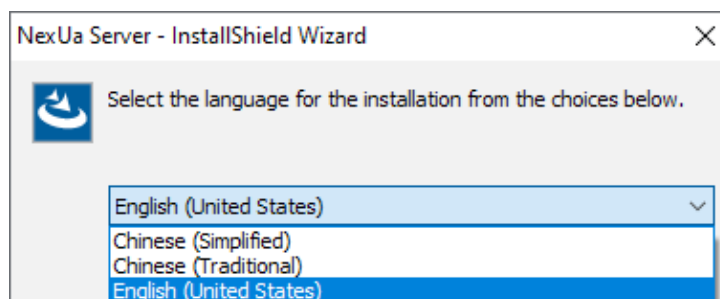 NexUa Server - InstallShield Wizard
Select the language for the installation from the choices below.
English (United States)
Chinese (Simplified)
Chinese (Traditional)
English (United States)